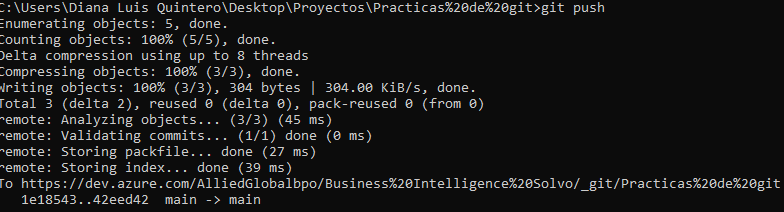 C:\Users\Diana Luis Quintero\Desktop\Proyectos\Practicas%20de%20git>git push
Enumerating objects: 5, done.
Counting objects: 100% (5/5), done.
Delta compression using up to 8 threads
Compressing objects: 100% (3/3), done.
Writing objects: 100% (3/3), 304 bytes | 304.00 KiB/s, done.
Total 3 (delta 2), reused 0 (delta 0), pack-reused 0 (from 0)
remote: Analyzing objects... (3/3) (45 ms)
remote: Validating commits... (1/1) done (0 ms)
remote: Storing packfile... done (27 ms)
remote: Storing index... done (39 ms)
To https://dev.azure.com/AlliedGlobalbpo/Business%20Intelligence%20Solvo/_git/Practicas%20de%20git
   1e18543..42eed42  main -> main